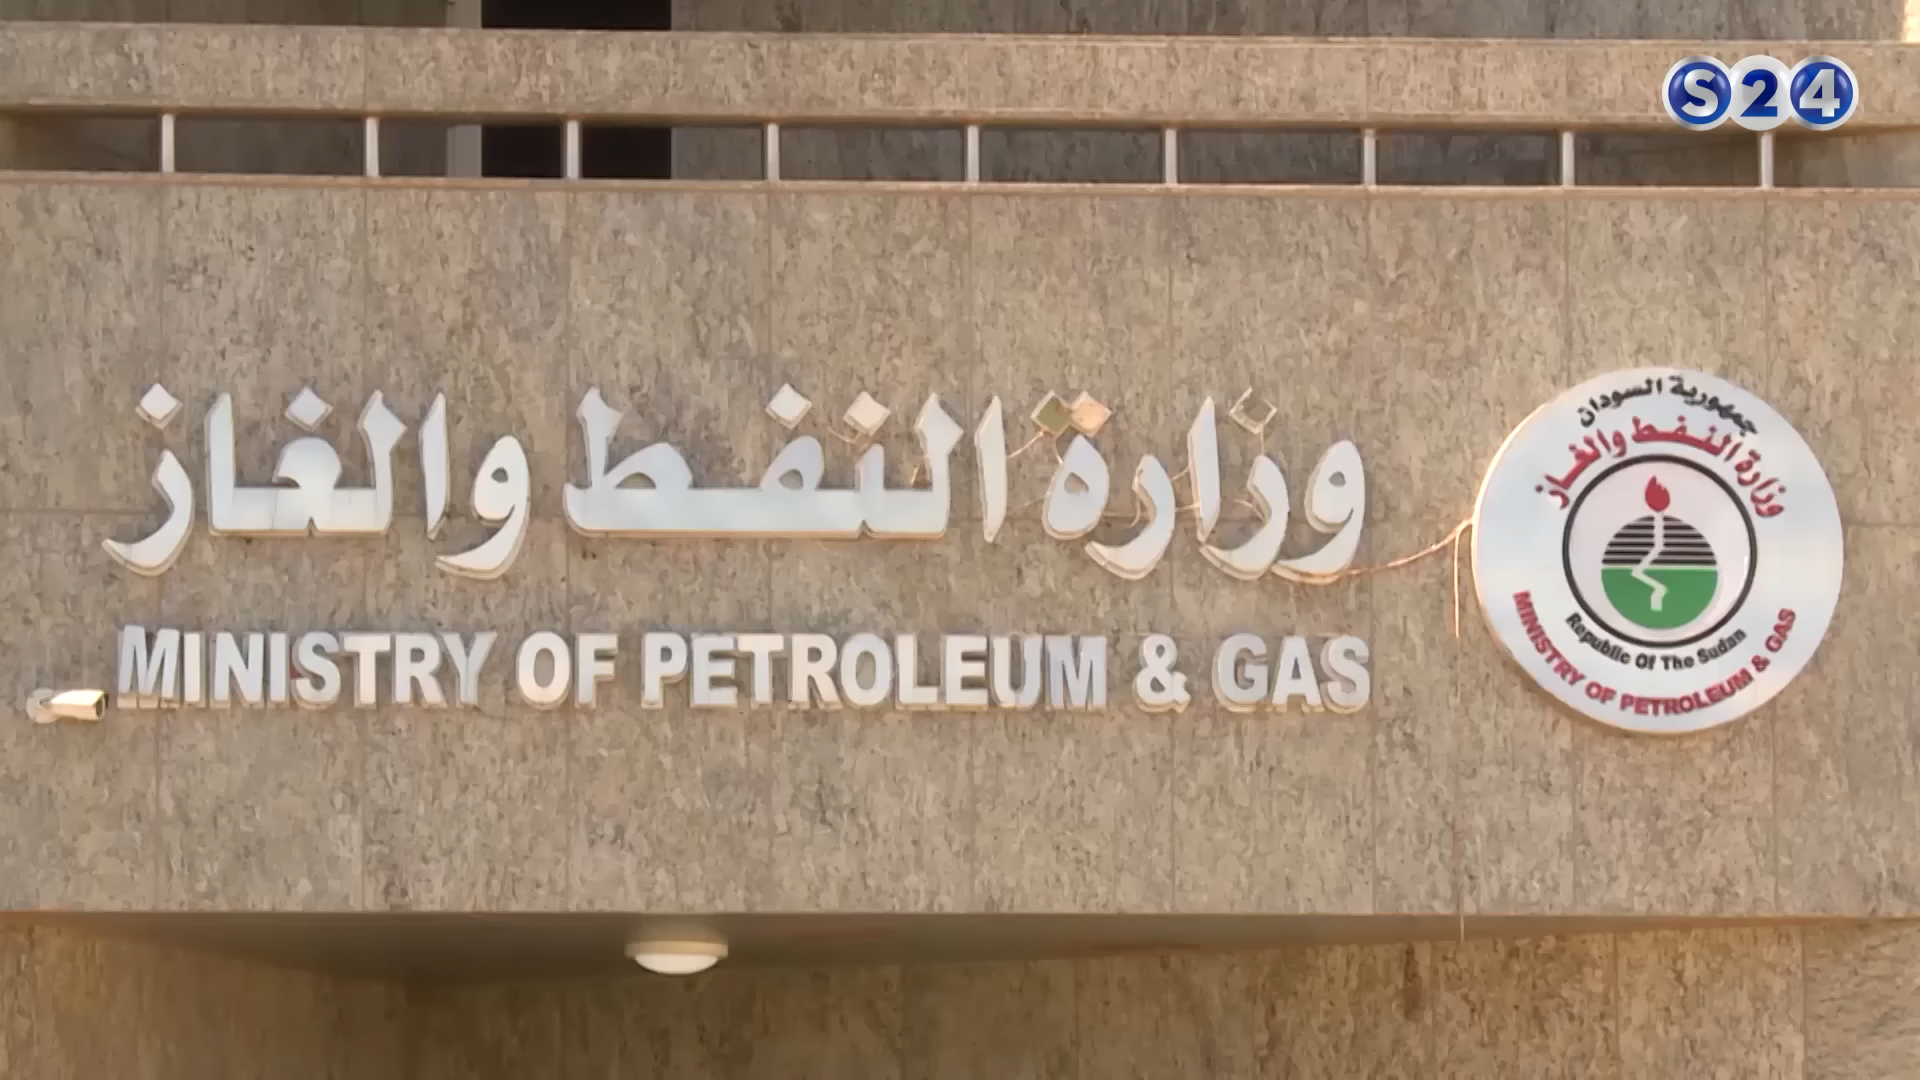 S24
وزارة النفط والغاز
MINISTRY OF PETROLEUM & GAS
جمهورية السودان
وزارة النفط والغاز
Republic Of The Sudan
MINISTRY OF PETROLEUM & GAS